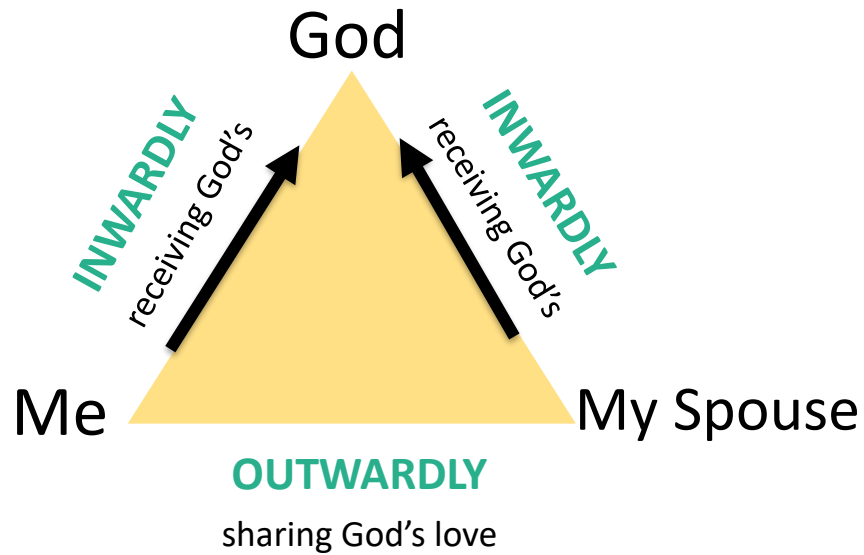 God
INWARDLY
receiving God's
INWARDLY
receiving God's
Me
My Spouse
OUTWARDLY
sharing God's love